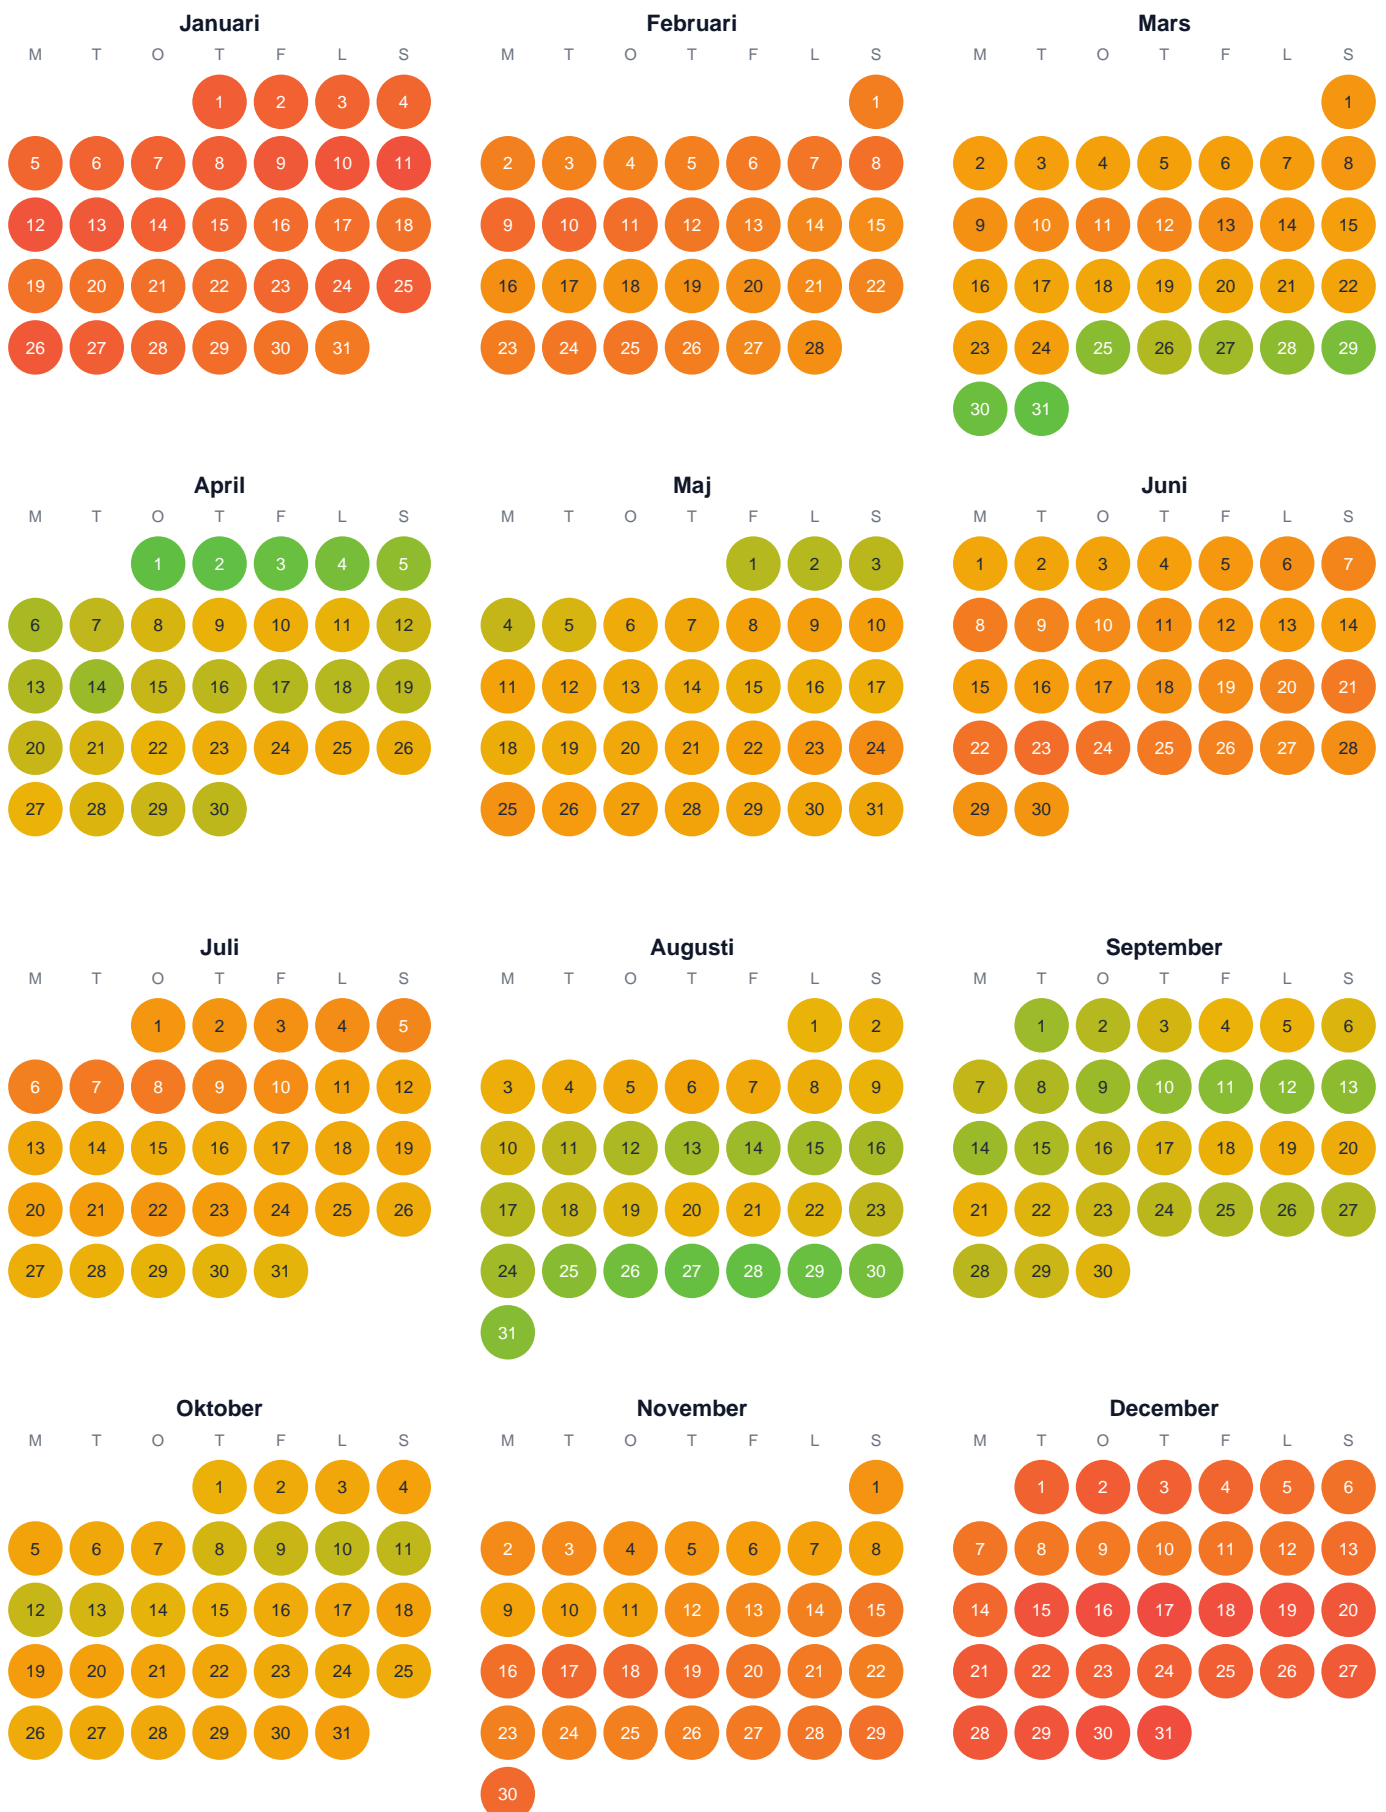 Januari
M T O T F L S
1 2 3 4
5 6 7 8 9 10 11
12 13 14 15 16 17 18
19 20 21 22 23 24 25
26 27 28 29 30 31
Februari
M T O T F L S
1
2 3 4 5 6 7 8
9 10 11 12 13 14 15
16 17 18 19 20 21 22
23 24 25 26 27 28
Mars
M T O T F L S
1
2 3 4 5 6 7 8
9 10 11 12 13 14 15
16 17 18 19 20 21 22
23 24 25 26 27 28 29
30 31
April
M T O T F L S
1 2 3 4 5
6 7 8 9 10 11 12
13 14 15 16 17 18 19
20 21 22 23 24 25 26
27 28 29 30
Maj
M T O T F L S
1 2 3
4 5 6 7 8 9 10
11 12 13 14 15 16 17
18 19 20 21 22 23 24
25 26 27 28 29 30 31
Juni
M T O T F L S
1 2 3 4 5 6 7
8 9 10 11 12 13 14
15 16 17 18 19 20 21
22 23 24 25 26 27 28
29 30
Juli
M T O T F L S
1 2 3 4 5
6 7 8 9 10 11 12
13 14 15 16 17 18 19
20 21 22 23 24 25 26
27 28 29 30 31
Augusti
M T O T F L S
1 2
3 4 5 6 7 8 9
10 11 12 13 14 15 16
17 18 19 20 21 22 23
24 25 26 27 28 29 30
31
September
M T O T F L S
1 2 3 4 5 6
7 8 9 10 11 12 13
14 15 16 17 18 19 20
21 22 23 24 25 26 27
28 29 30
Oktober
M T O T F L S
1 2 3 4
5 6 7 8 9 10 11
12 13 14 15 16 17 18
19 20 21 22 23 24 25
26 27 28 29 30 31
November
M T O T F L S
1
2 3 4 5 6 7 8
9 10 11 12 13 14 15
16 17 18 19 20 21 22
23 24 25 26 27 28 29
30
December
M T O T F L S
1 2 3 4 5 6
7 8 9 10 11 12 13
14 15 16 17 18 19 20
21 22 23 24 25 26 27
28 29 30 31